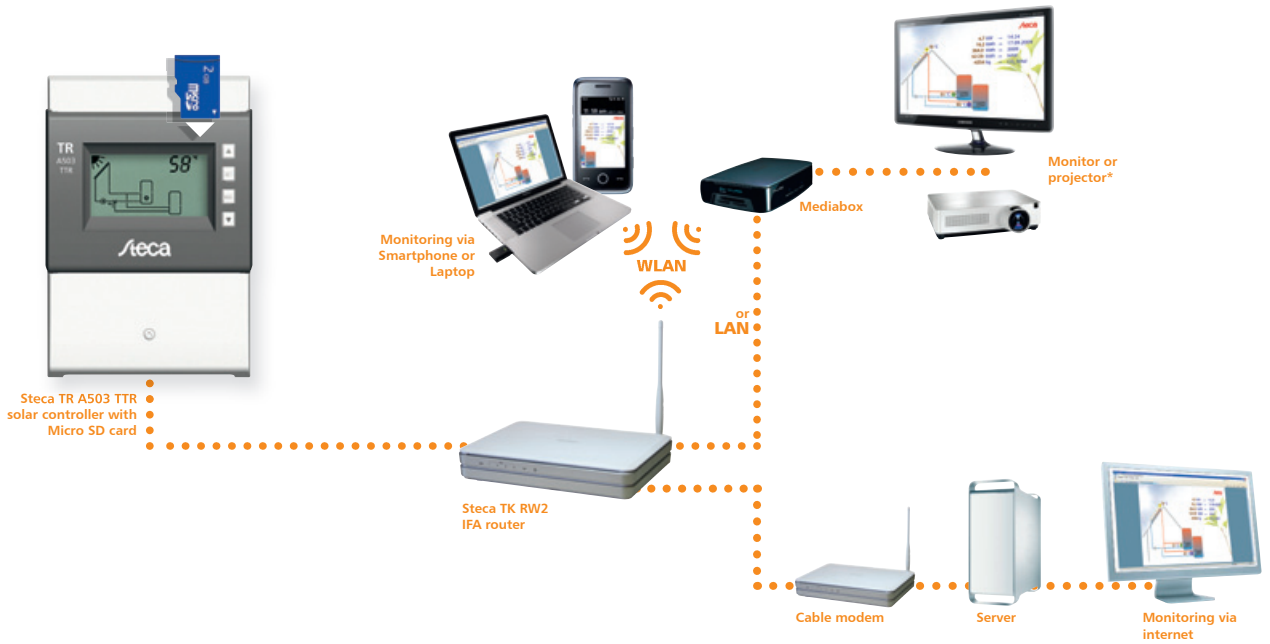 2 GB
micro
TR
A503
TTR
58°
Steca
Steca TR A503 TTR
solar controller with
Micro SD card
Monitoring via
Smartphone or
Laptop
WLAN
Mediabox
Steca
Monitor or
projector*
or
LAN
Steca TK RW2
IFA router
Cable modem
Server
Monitoring via
internet